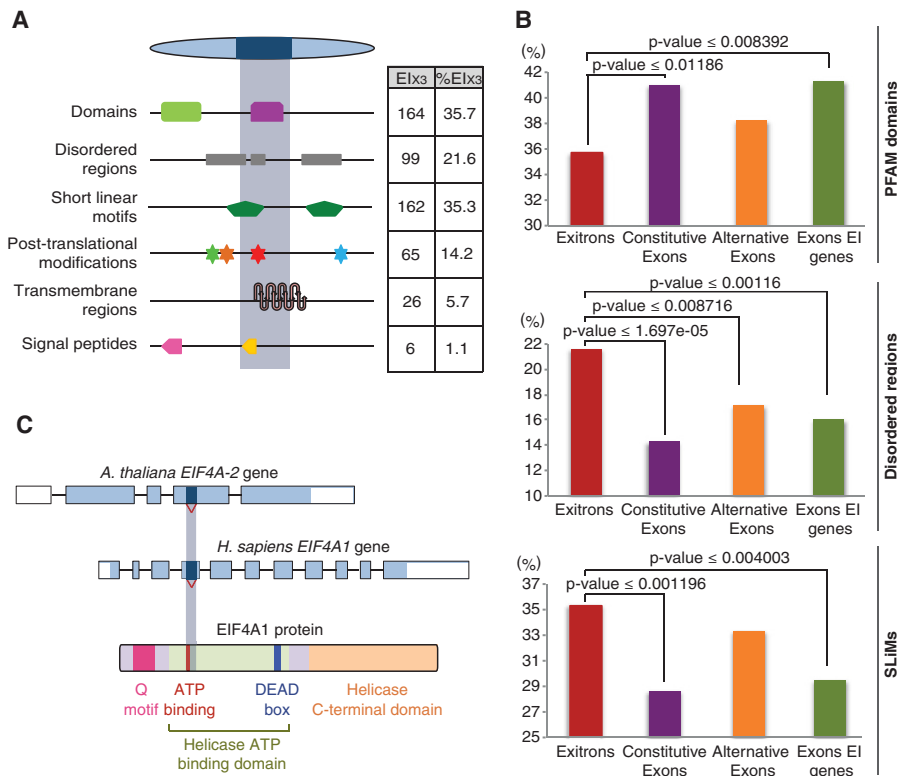 A
EIx3 %EIx3
Domains 164 35.7
Disordered
regions 99 21.6
Short linear
motifs 162 35.3
Post-translational
modifications 65 14.2
Transmembrane
regions 26 5.7
Signal peptides 6 1.1
B
p-value ≤ 0.008392
(%)
p-value ≤ 0.01186
42
40
38
36
34
32
30
Exitrons Constitutive Exons Alternative Exons Exons EI genes
PFAM domains
p-value ≤ 0.00116
p-value ≤ 0.008716
(%)
p-value ≤ 1.697e-05
22
20
18
16
14
12
10
Exitrons Constitutive Exons Alternative Exons Exons EI genes
Disordered regions
p-value ≤ 0.004003
(%)
p-value ≤ 0.001196
37
35
33
31
29
27
25
Exitrons Constitutive Exons Alternative Exons Exons EI genes
SLiMs
C
A. thaliana EIF4A-2 gene
H. sapiens EIF4A1 gene
EIF4A1 protein
Q
motif
ATP
binding
DEAD
box
Helicase
C-terminal domain
Helicase ATP
binding domain